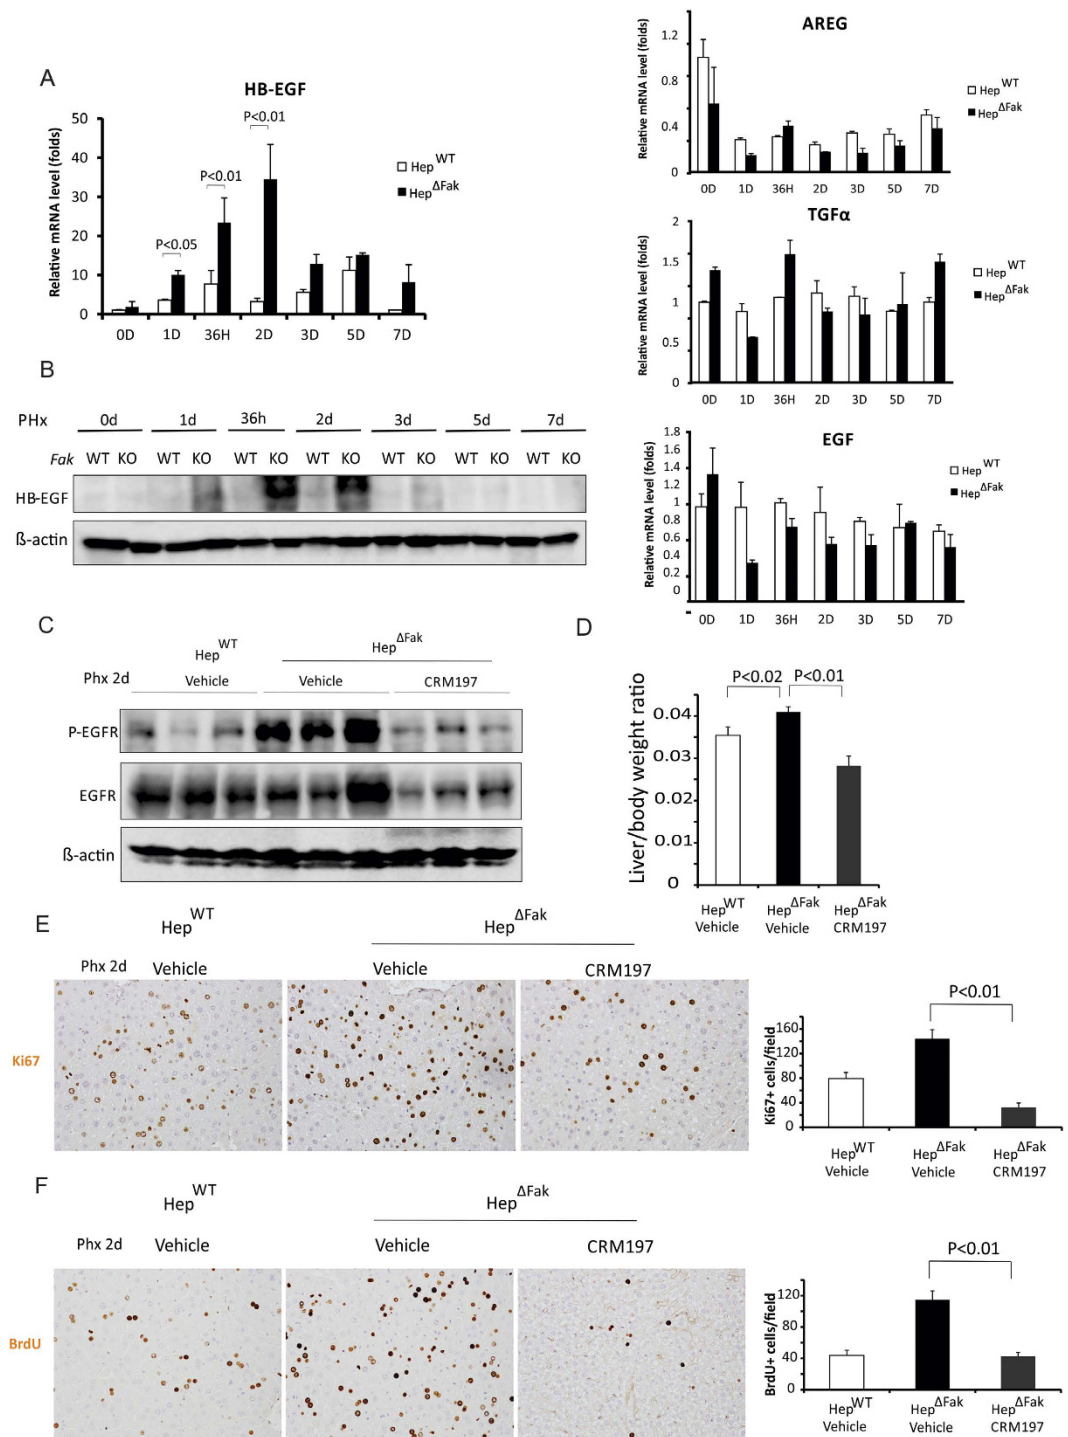 A
HB-EGF
Relative mRNA level (folds)
50
40
30
20
10
0
P<0.05
P<0.01
P<0.01
0D 1D 36H 2D 3D 5D 7D
Hep WT
Hep ΔFak
AREG
Relative mRNA level (folds)
1.2
0.8
0.4
0
0D 1D 36H 2D 3D 5D 7D
Hep WT
Hep ΔFak
TGFα
Relative mRNA level (folds)
2
1.2
1
0.4
0
0D 1D 36H 2D 3D 5D 7D
Hep WT
Hep ΔFak
EGF
Relative mRNA level (folds)
1.8
1.6
1.4
1.2
1
0.8
0.6
0.4
0.2
0
0D 1D 36H 2D 3D 5D 7D
Hep WT
Hep ΔFak
B
PHx 0d 1d 36h 2d 3d 5d 7d
Fak WT KO WT KO WT KO WT KO WT KO WT KO WT KO
HB-EGF
ß-actin
C
Hep WT Hep ΔFak
Phx 2d Vehicle Vehicle CRM197
P-EGFR
EGFR
ß-actin
D
P<0.02 P<0.01
Liver/body weight ratio
0.04
0.03
0.02
0.01
0
Hep WT Vehicle
Hep ΔFak Vehicle
Hep ΔFak CRM197
E
Hep WT Hep ΔFak
Phx 2d Vehicle Vehicle CRM197
Ki67
P<0.01
Ki67+ cells/field
160
120
80
40
0
Hep WT Vehicle
Hep ΔFak Vehicle
Hep ΔFak CRM197
F
Hep WT Hep ΔFak
Phx 2d Vehicle Vehicle CRM197
BrdU
P<0.01
BrdU+ cells/field
120
80
40
0
Hep WT Vehicle
Hep ΔFak Vehicle
Hep ΔFak CRM197